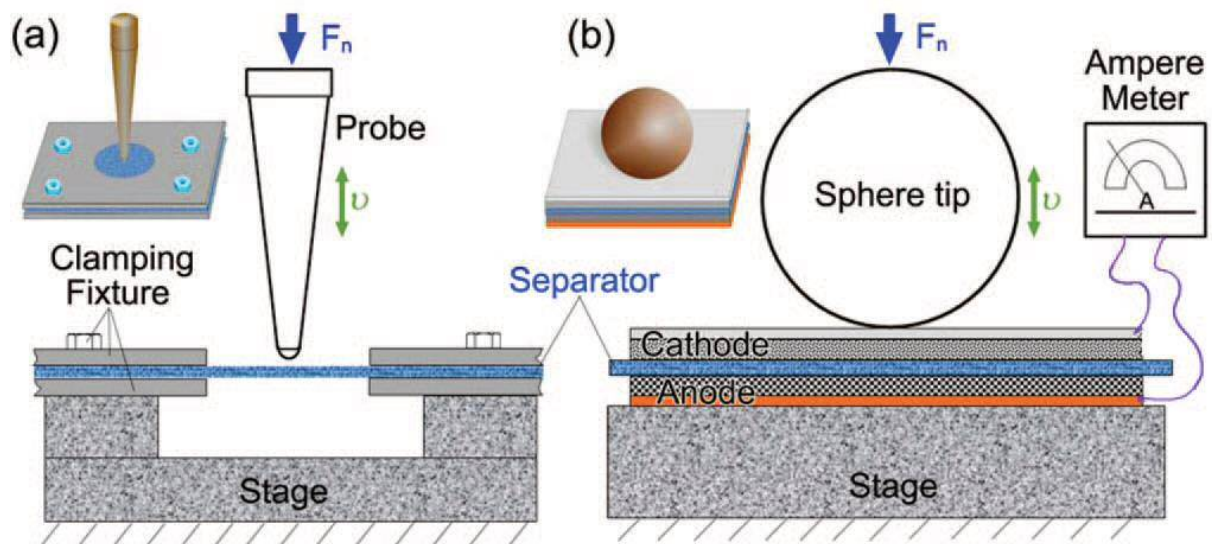 (a)
Fn
Probe
υ
Clamping
Fixture
Stage
(b)
Fn
Ampere
Meter
A
Sphere tip
υ
Separator
Cathode
Anode
Stage